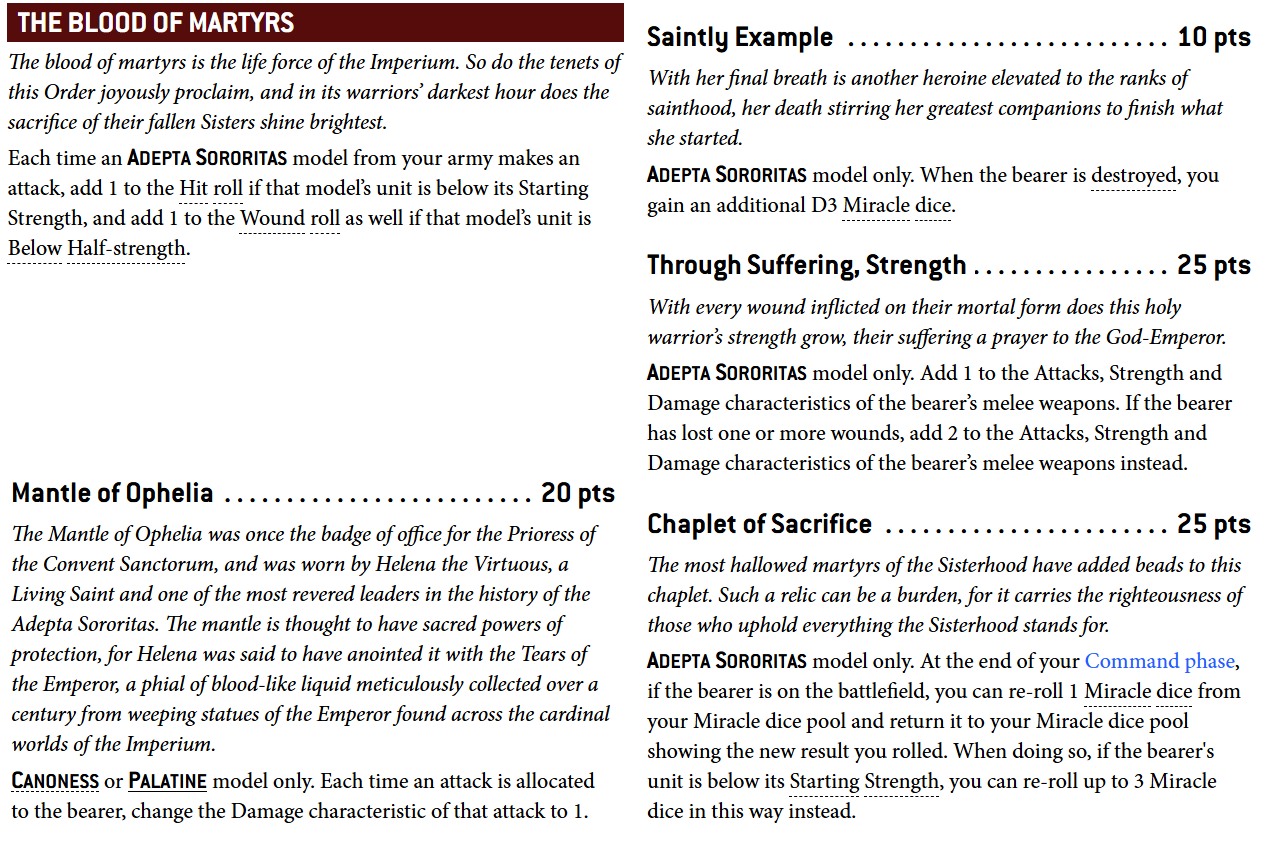 THE BLOOD OF MARTYRS
The blood of martyrs is the life force of the Imperium. So do the tenets of
this Order joyously proclaim, and in its warriors’ darkest hour does the
sacrifice of their fallen Sisters shine brightest.
Each time an ADEPTA SORORITAS model from your army makes an
attack, add 1 to the Hit roll if that model’s unit is below its Starting
Strength, and add 1 to the Wound roll as well if that model’s unit is
Below Half-strength.
Mantle of Ophelia . . . . . . . . . . . . . . . . . . . . . . . . . . 20 pts
The Mantle of Ophelia was once the badge of office for the Prioress of
the Convent Sanctorum, and was worn by Helena the Virtuous, a
Living Saint and one of the most revered leaders in the history of the
Adepta Sororitas. The mantle is thought to have sacred powers of
protection, for Helena was said to have anointed it with the Tears of
the Emperor, a phial of blood-like liquid meticulously collected over a
century from weeping statues of the Emperor found across the cardinal
worlds of the Imperium.
CANONESS or PALATINE model only. Each time an attack is allocated
to the bearer, change the Damage characteristic of that attack to 1.
Saintly Example . . . . . . . . . . . . . . . . . . . . . . . . . . . 10 pts
With her final breath is another heroine elevated to the ranks of
sainthood, her death stirring her greatest companions to finish what
she started.
ADEPTA SORORITAS model only. When the bearer is destroyed, you
gain an additional D3 Miracle dice.
Through Suffering, Strength . . . . . . . . . . . . . . . . 25 pts
With every wound inflicted on their mortal form does this holy
warrior’s strength grow, their suffering a prayer to the God-Emperor.
ADEPTA SORORITAS model only. Add 1 to the Attacks, Strength and
Damage characteristics of the bearer’s melee weapons. If the bearer
has lost one or more wounds, add 2 to the Attacks, Strength and
Damage characteristics of the bearer’s melee weapons instead.
Chaplet of Sacrifice . . . . . . . . . . . . . . . . . . . . . . . . 25 pts
The most hallowed martyrs of the Sisterhood have added beads to this
chaplet. Such a relic can be a burden, for it carries the righteousness of
those who uphold everything the Sisterhood stands for.
ADEPTA SORORITAS model only. At the end of your Command phase,
if the bearer is on the battlefield, you can re-roll 1 Miracle dice from
your Miracle dice pool and return it to your Miracle dice pool
showing the new result you rolled. When doing so, if the bearer's
unit is below its Starting Strength, you can re-roll up to 3 Miracle
dice in this way instead.